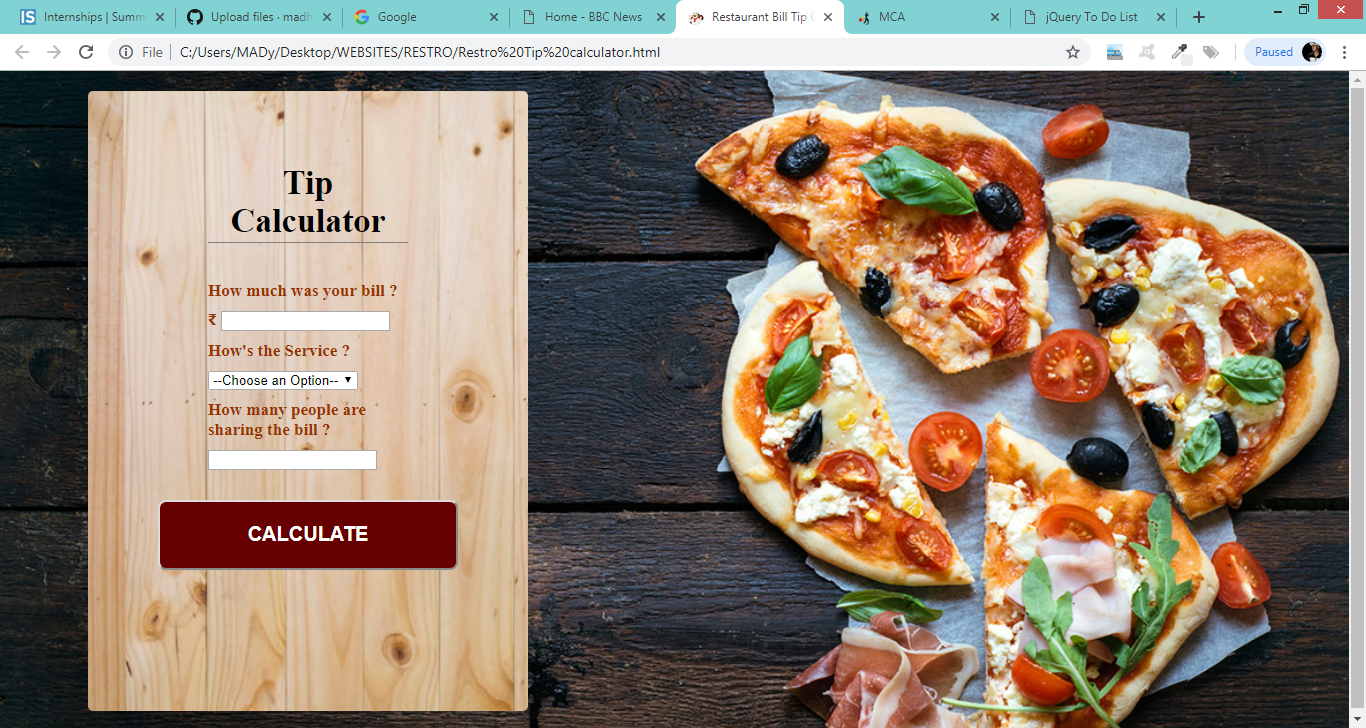 Internships | Summ
Upload files · madh
Google
Home - BBC News
Restaurant Bill Tip
MCA
jQuery To Do List
File
C:/Users/MADy/Desktop/WEBSITES/RESTRO/Restro%20Tip%20calculator.html
Paused
Tip
Calculator
How much was your bill ?
₹
How's the Service ?
--Choose an Option--
How many people are
sharing the bill ?
CALCULATE